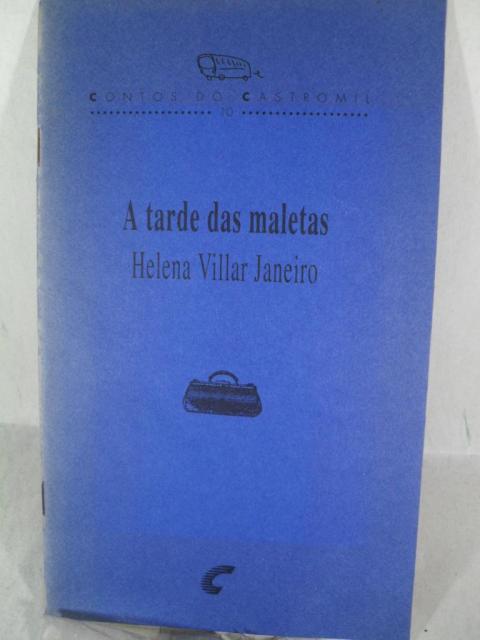 CONTOS DO CASTROMIL
10
A tarde das maletas
Helena Villar Janeiro
C